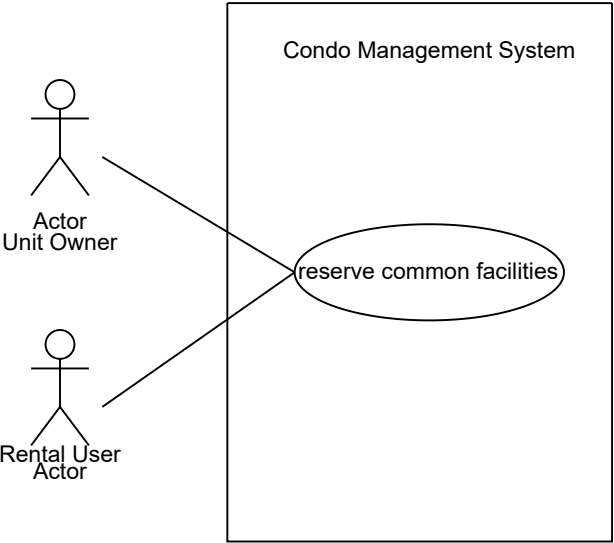 Condo Management System
Actor
Unit Owner
reserve common facilities
Rental User
Actor